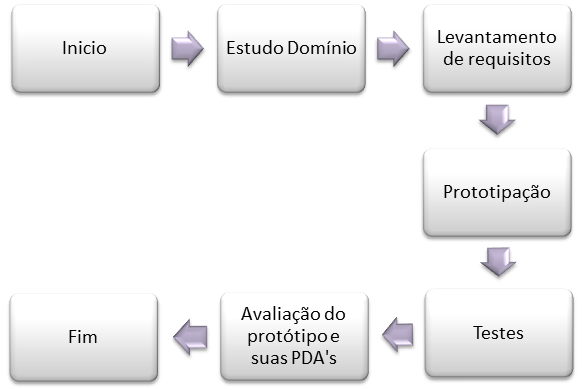 Inicio
Estudo Domínio
Levantamento
de requisitos
Prototipação
Testes
Avaliação do
protótipo e
suas PDA's
Fim